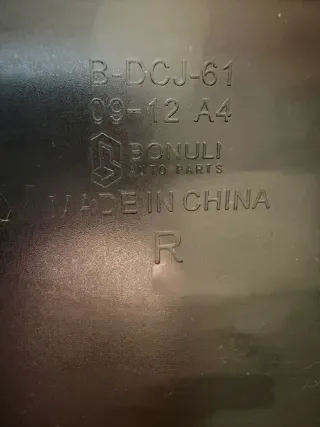 B-DCJ-61
09-12 A4
BONULI
AUTO PARTS
MADE IN CHINA
R